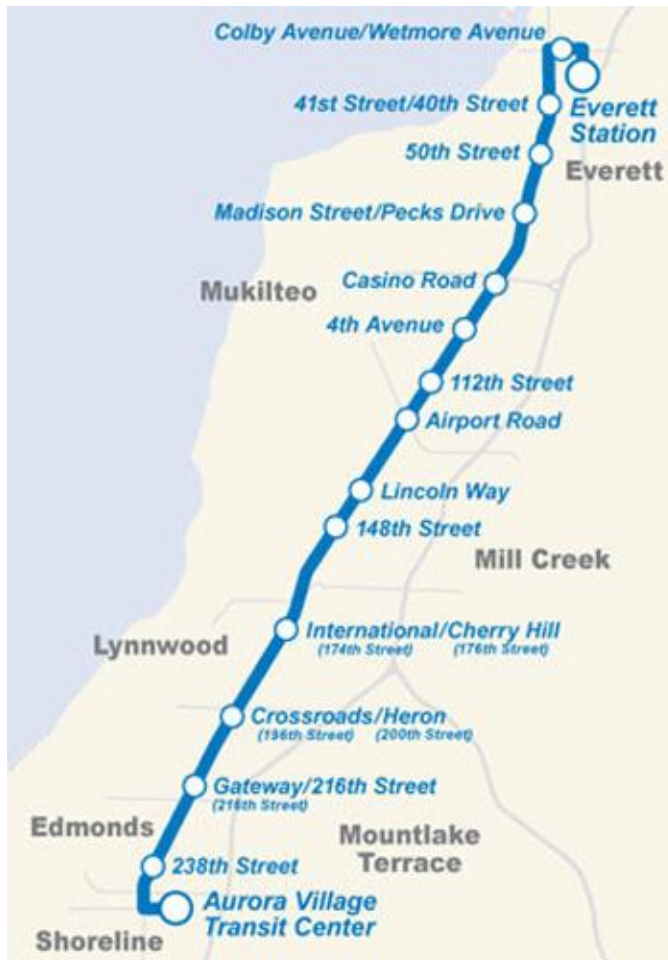 Colby Avenue/Wetmore Avenue
41st Street/40th Street
Everett
Station
50th Street
Everett
Madison Street/Pecks Drive
Casino Road
Mukilteo
4th Avenue
112th Street
Airport Road
Lincoln Way
148th Street
Mill Creek
International/Cherry Hill
(174th Street) (176th Street)
Lynnwood
Crossroads/Heron
(196th Street) (200th Street)
Gateway/216th Street
(216th Street)
Edmonds
Mountlake
Terrace
238th Street
Aurora Village
Transit Center
Shoreline